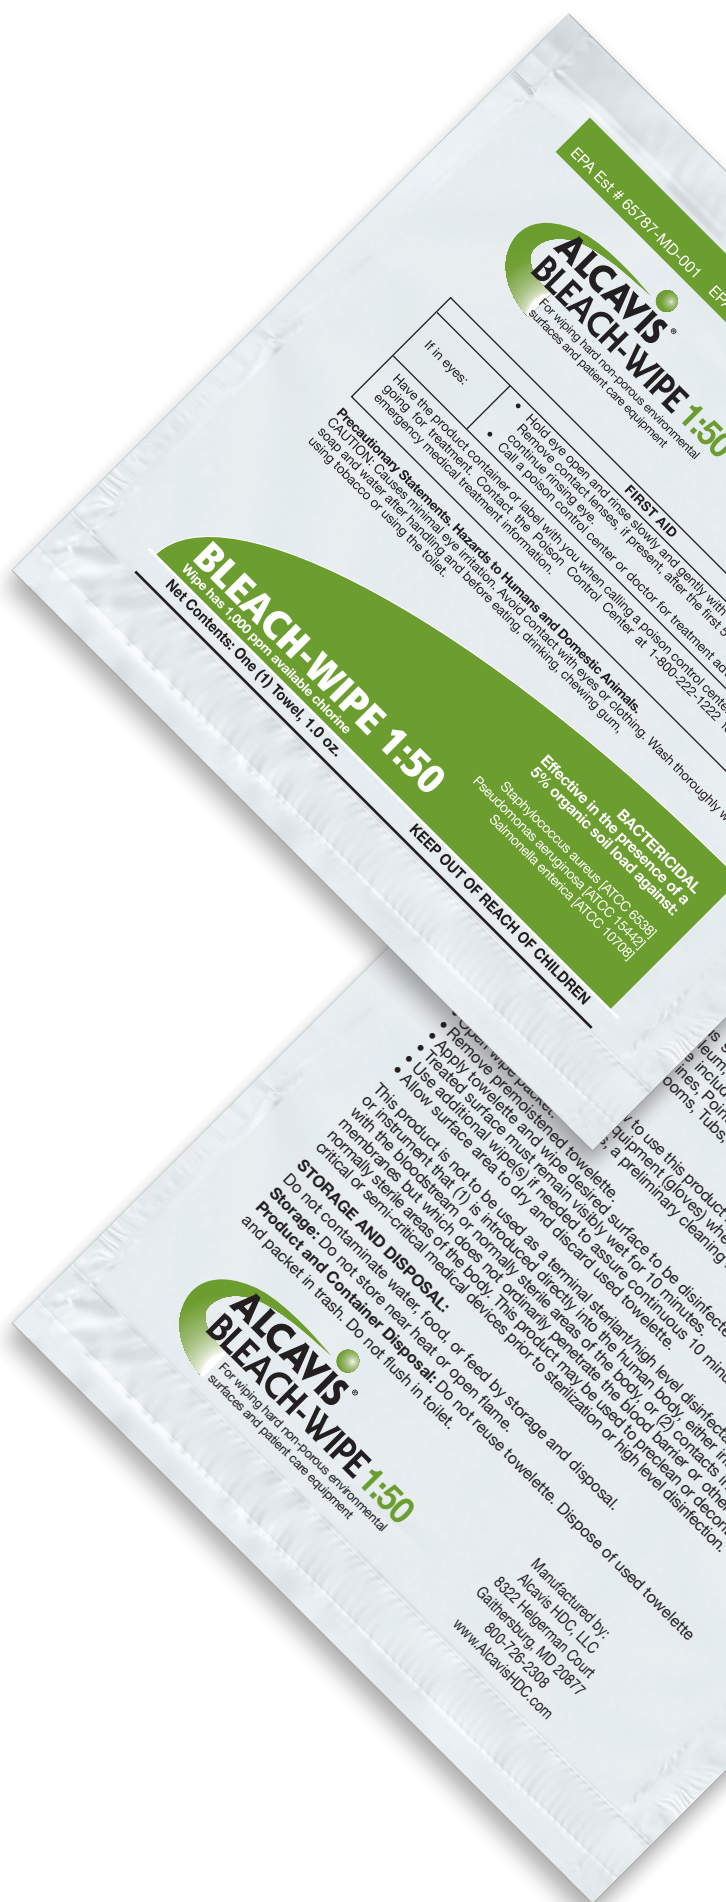 EPA Est # 65787-MD-001
ALCAVIS®
BLEACH-WIPE 1:50
For wiping hard non-porous environmental
surfaces and patient care equipment
FIRST AID
If in eyes:
• Hold eye open and rinse slowly and gently with
Remove contact lenses, if present, after the first 5
continue rinsing eye.
• Call a poison control center or doctor for treatment
Have the product container or label with you when calling a poison control center
going for treatment. Contact the Poison Control Center at 1-800-222-1222
emergency medical treatment information.
Precautionary Statements. Hazards to Humans and Domestic Animals.
CAUTION: Causes minimal eye irritation. Avoid contact with eyes or clothing. Wash thoroughly
soap and water after handling and before eating, drinking, chewing gum,
using tobacco or using the toilet.
BLEACH-WIPE 1:50
Wipe has 1,000 ppm available chlorine
Net Contents: One (1) Towel, 1.0 oz.
BACTERICIDAL
Effective in the presence of a
5% organic soil load against:
Staphylococcus aureus [ATCC 6538]
Pseudomonas aeruginosa [ATCC 15442]
Salmonella enterica [ATCC 10708]
KEEP OUT OF REACH OF CHILDREN
ooms, Tubs,
to use this product
equipment (gloves)
a preliminary cleaning
• Open wipe packet.
• Remove premoistened towelette.
• Apply towelette and wipe desired surface to be
• Treated surface must remain visibly wet for 10 minutes.
• Use additional wipe(s) if needed to assure continuous 10
• Allow surface area to dry and discard used towelette.
This product is not to be used as a terminal sterilant/high level
or instrument that (1) is introduced directly into the human body, either
with the bloodstream or normally sterile areas of the body, or (2) contacts
membranes but which does not ordinarily penetrate the blood barrier or
normally sterile areas of the body. This product may be used to preclean or
critical or semi-critical medical devices prior to sterilization or high level disinfection.
STORAGE AND DISPOSAL:
Do not contaminate water, food, or feed by storage and disposal.
Storage: Do not store near heat or open flame.
Product and Container Disposal: Do not reuse towelette. Dispose of used towelette
and packet in trash. Do not flush in toilet.
ALCAVIS®
BLEACH-WIPE 1:50
For wiping hard non-porous environmental
surfaces and patient care equipment
Manufactured by:
Alcavis HDC, LLC
8322 Helgerman Court
Gaithersburg, MD 20877
800-726-2308
www.AlcavisHDC.com